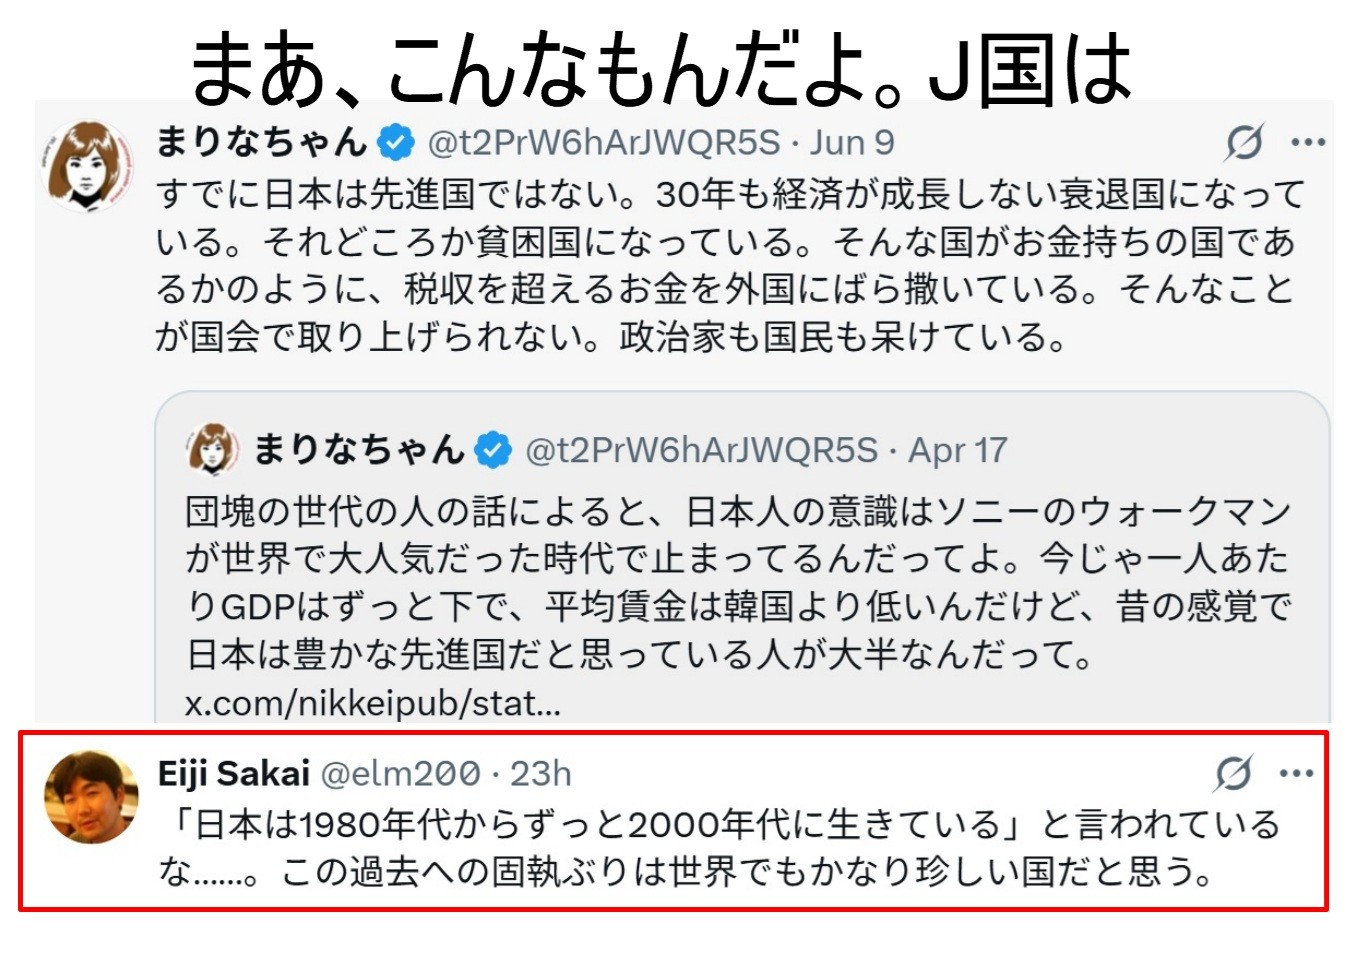 まあ、こんなもんだよ。J国は
まりなちゃん @t2PrW6hArJWQR5S · Jun 9
すでに日本は先進国ではない。30年も経済が成長しない衰退国になって
いる。それどころか貧困国になっている。そんな国がお金持ちの国であ
るかのように、税収を超えるお金を外国にばら撒いている。そんなこと
が国会で取り上げられない。政治家も国民も呆けている。
まりなちゃん @t2PrW6hArJWQR5S · Apr 17
団塊の世代の人の話によると、日本人の意識はソニーのウォークマン
が世界で大人気だった時代で止まってるんだってよ。今じゃ一人あた
りGDPはずっと下で、平均賃金は韓国より低いんだけど、昔の感覚で
日本は豊かな先進国だと思っている人が大半なんだって。
x.com/nikkeipub/stat...
Eiji Sakai @elm200 · 23h
「日本は1980年代からずっと2000年代に生きている」と言われている
な......。この過去への固執ぶりは世界でもかなり珍しい国だと思う。